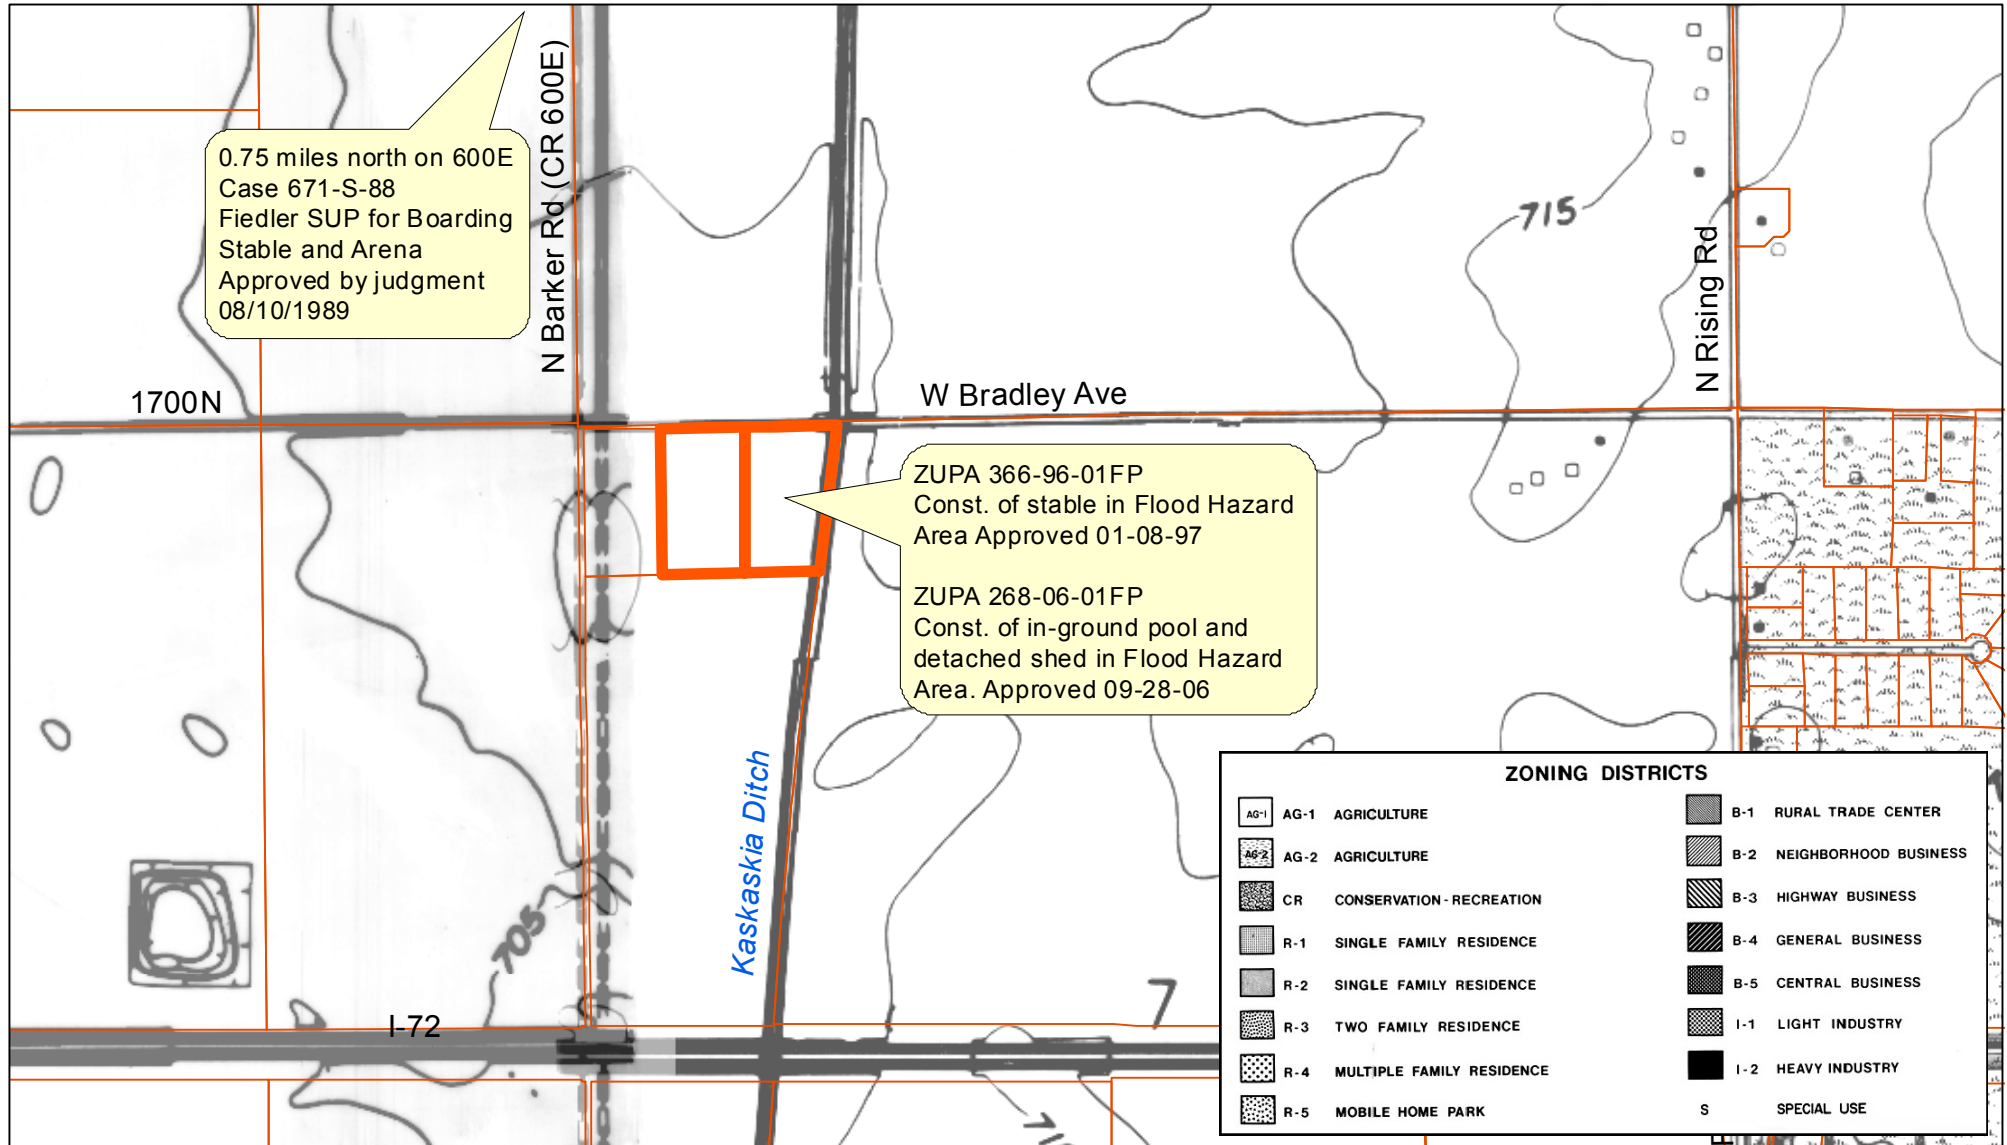 0.75 miles north on 600E
Case 671-S-88
Fiedler SUP for Boarding
Stable and Arena
Approved by judgment
08/10/1989
N Barker Rd (CR 600E)
715
N Rising Rd
1700N
W Bradley Ave
ZUPA 366-96-01FP
Const. of stable in Flood Hazard
Area Approved 01-08-97
ZUPA 268-06-01FP
Const. of in-ground pool and
detached shed in Flood Hazard
Area. Approved 09-28-06
Kaskaskia Ditch
705
I-72
7
ZONING DISTRICTS
AG-1 AG-1 AGRICULTURE
AG-2 AG-2 AGRICULTURE
CR CONSERVATION-RECREATION
R-1 SINGLE FAMILY RESIDENCE
R-2 SINGLE FAMILY RESIDENCE
R-3 TWO FAMILY RESIDENCE
R-4 MULTIPLE FAMILY RESIDENCE
R-5 MOBILE HOME PARK
B-1 RURAL TRADE CENTER
B-2 NEIGHBORHOOD BUSINESS
B-3 HIGHWAY BUSINESS
B-4 GENERAL BUSINESS
B-5 CENTRAL BUSINESS
I-1 LIGHT INDUSTRY
I-2 HEAVY INDUSTRY
S SPECIAL USE